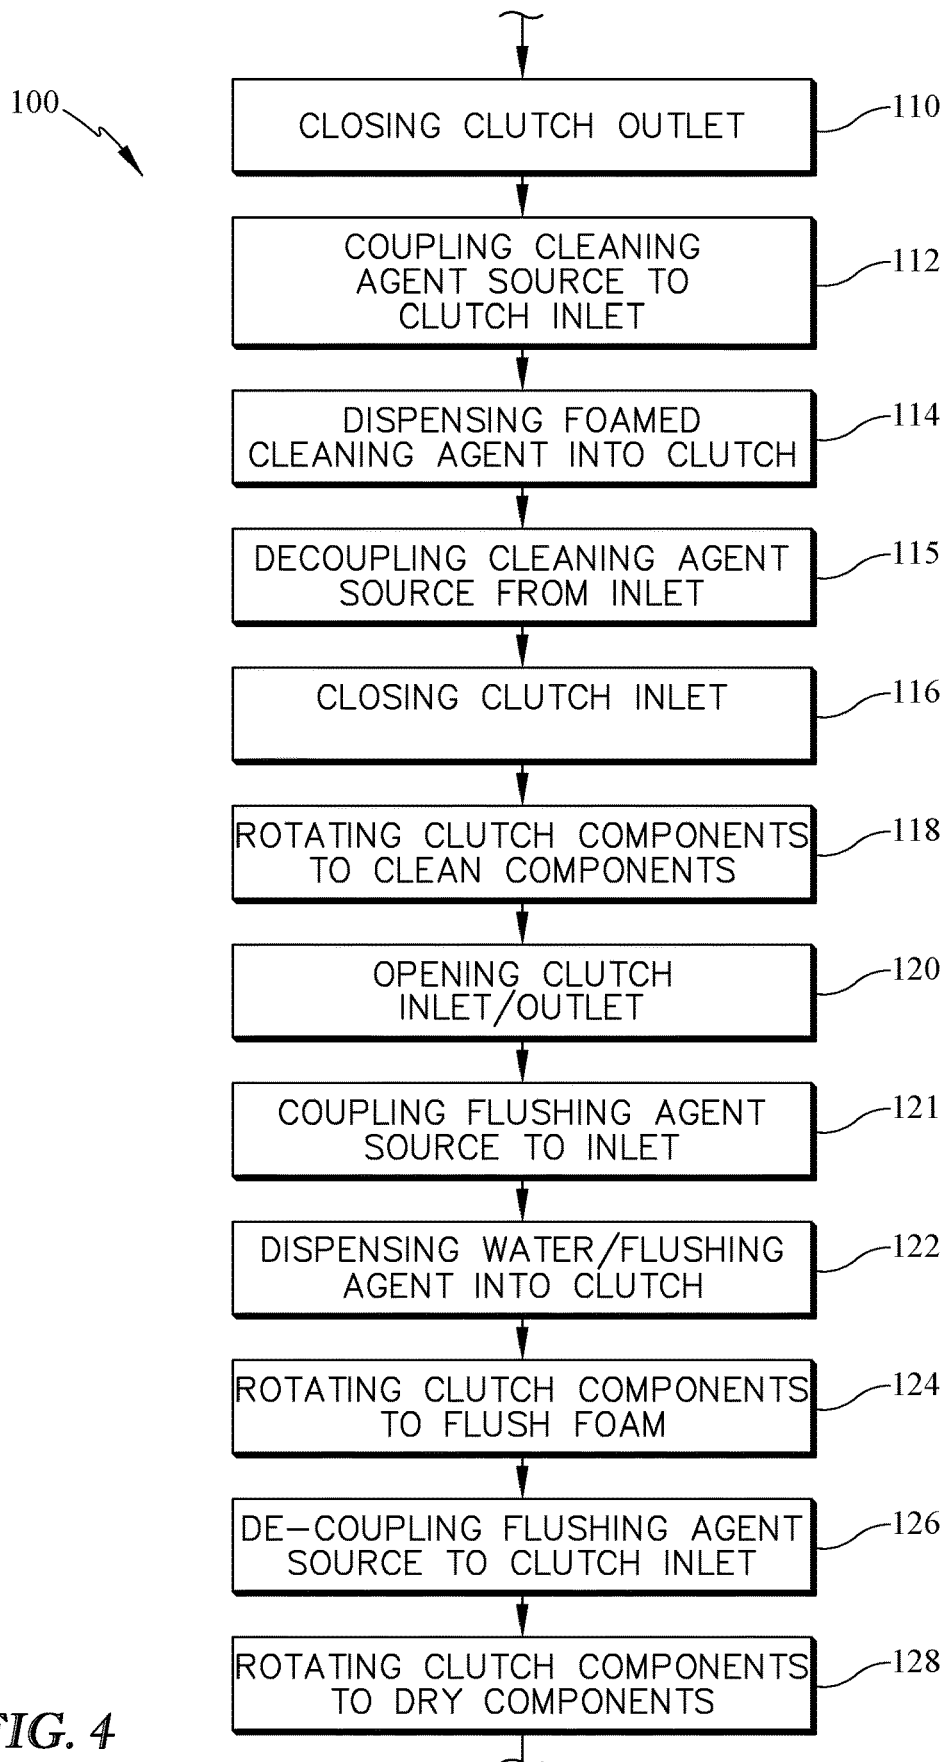 100
CLOSING CLUTCH OUTLET
110
COUPLING CLEANING
AGENT SOURCE TO
CLUTCH INLET
112
DISPENSING FOAMED
CLEANING AGENT INTO CLUTCH
114
DECOUPLING CLEANING AGENT
SOURCE FROM INLET
115
CLOSING CLUTCH INLET
116
ROTATING CLUTCH COMPONENTS
TO CLEAN COMPONENTS
118
OPENING CLUTCH
INLET/OUTLET
120
COUPLING FLUSHING AGENT
SOURCE TO INLET
121
DISPENSING WATER/FLUSHING
AGENT INTO CLUTCH
122
ROTATING CLUTCH COMPONENTS
TO FLUSH FOAM
124
DE-COUPLING FLUSHING AGENT
SOURCE TO CLUTCH INLET
126
ROTATING CLUTCH COMPONENTS
TO DRY COMPONENTS
128
FIG. 4